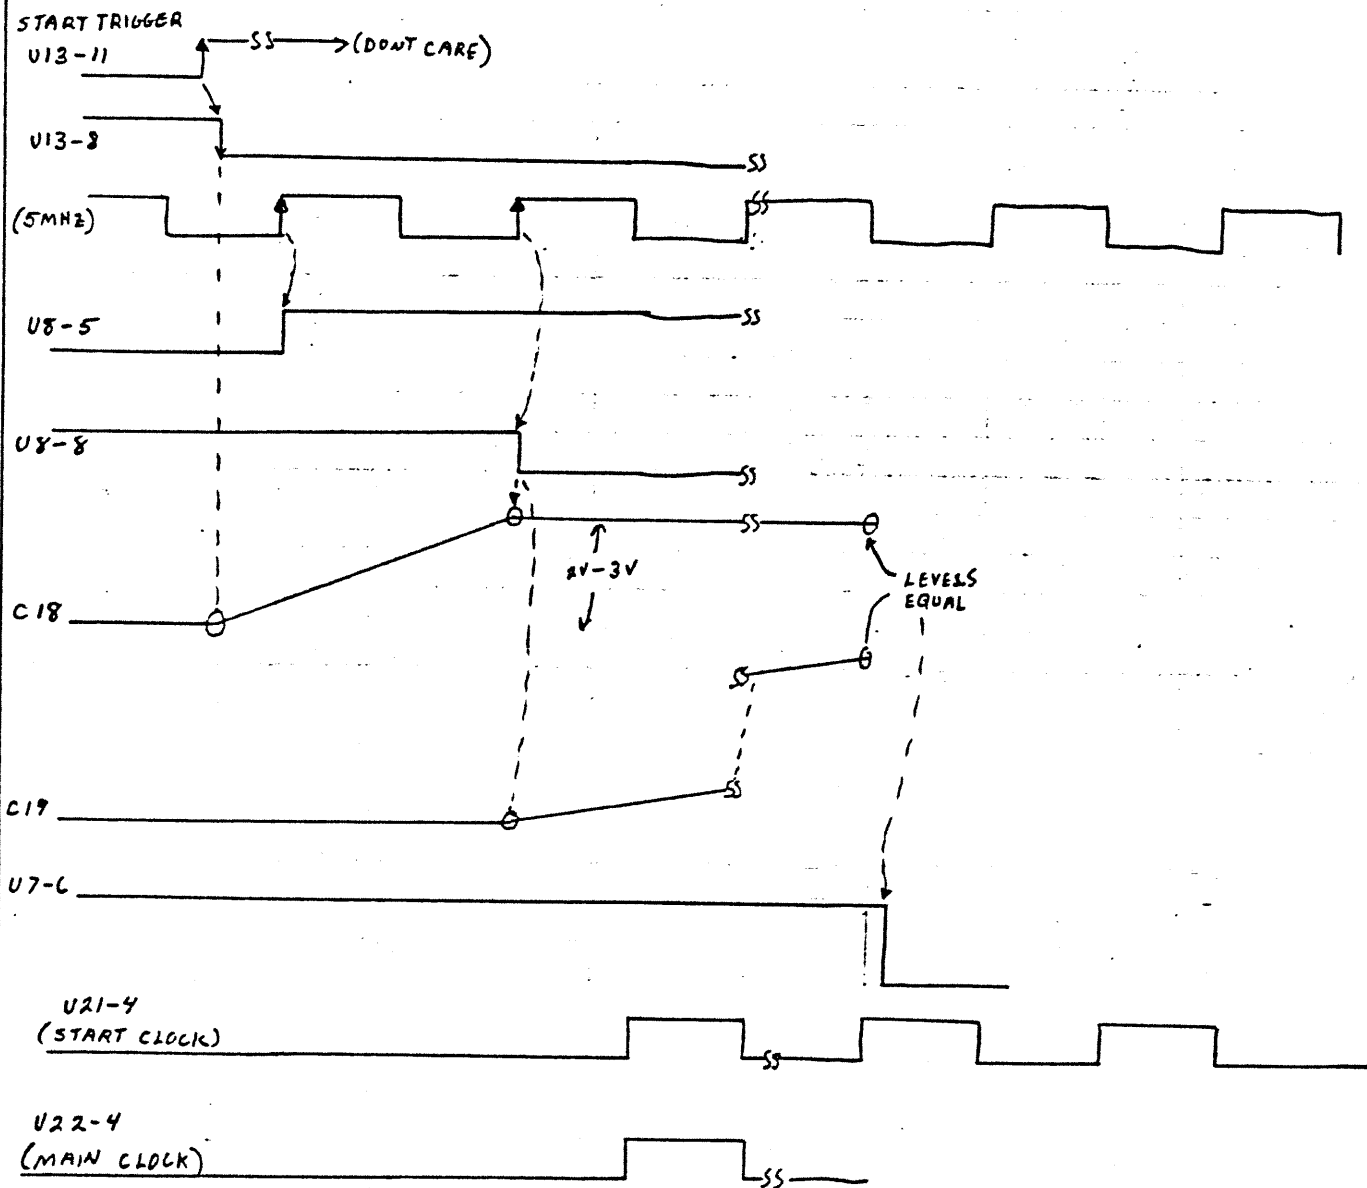 START TRIGGER
U13-11
SS
(DONT CARE)
U13-8
SS
(5MHZ)
SS
U8-5
SS
U8-8
SS
SS
2V-3V
LEVELS
EQUAL
C18
SS
SS
C19
U7-6
U21-4
(START CLOCK)
SS
U22-4
(MAIN CLOCK)
SS